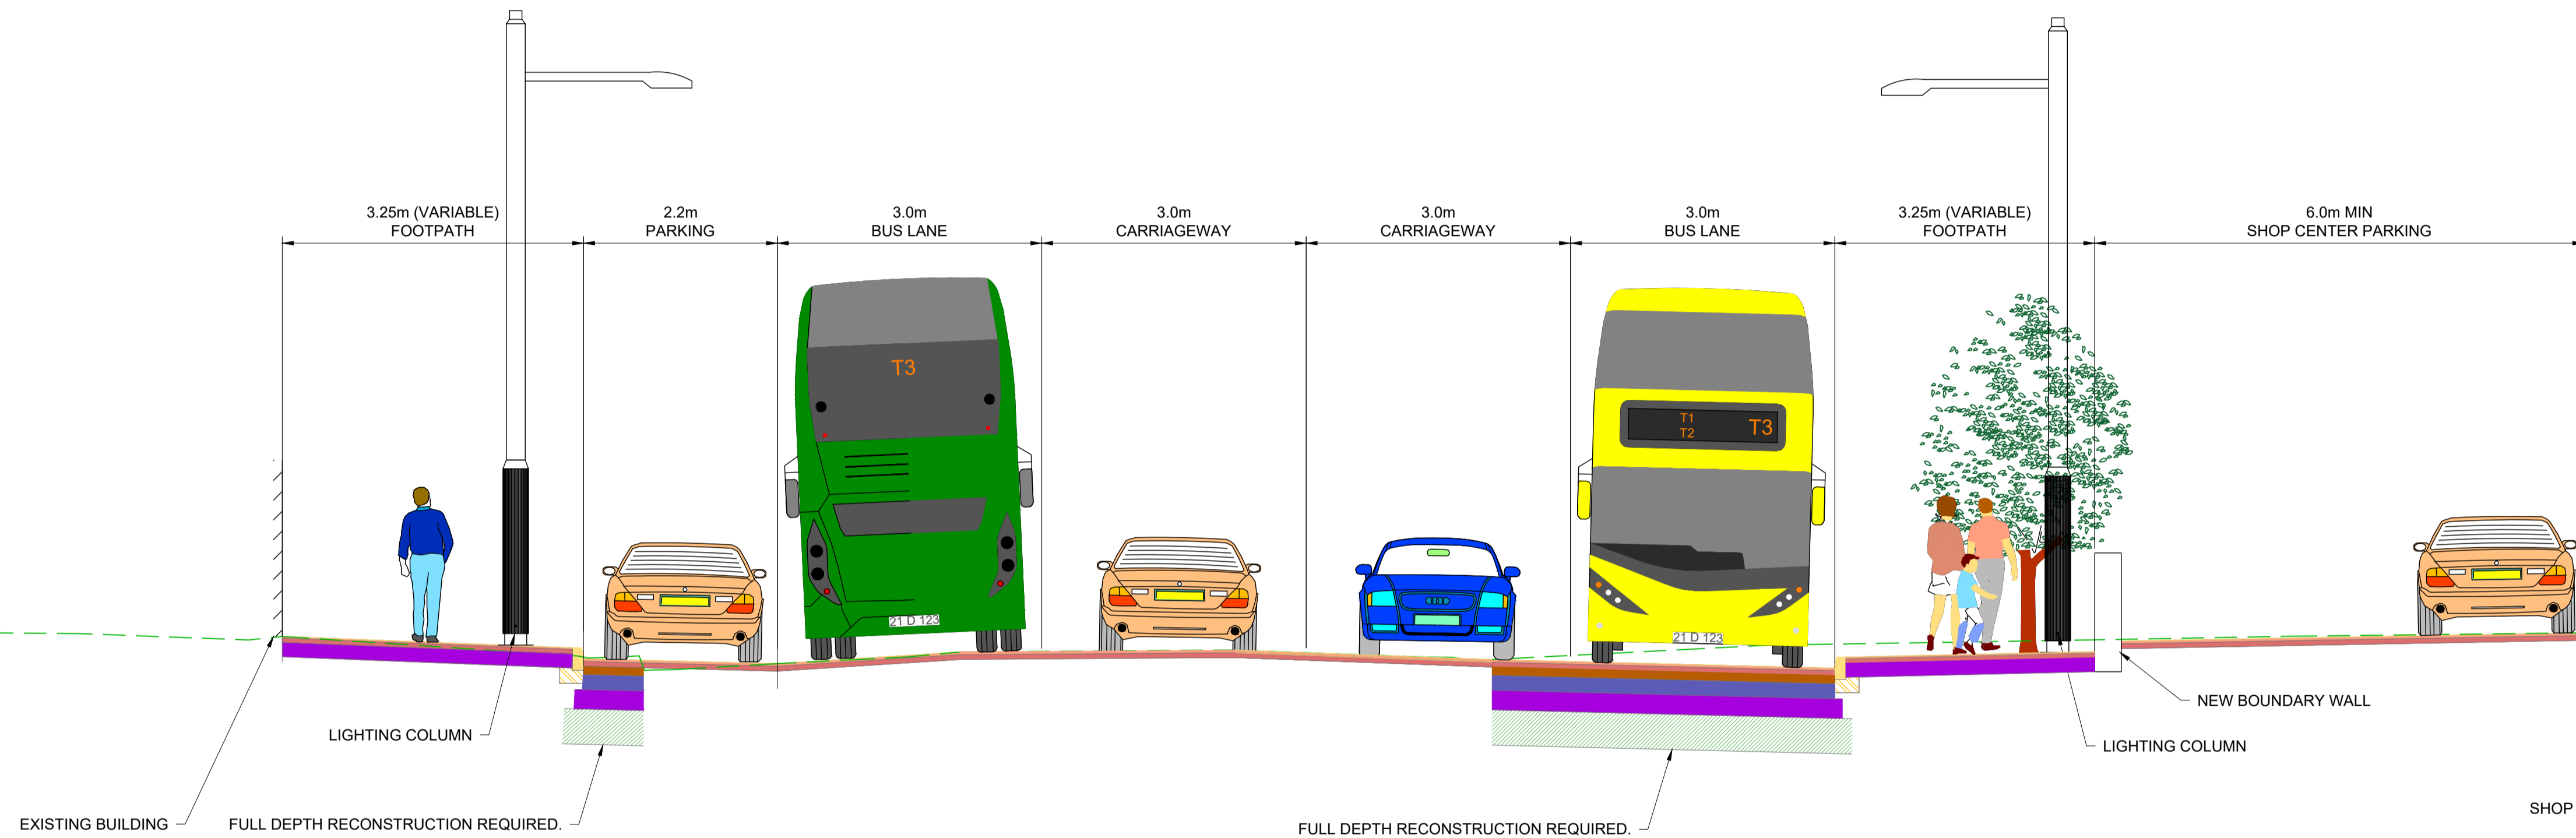 3.25m (VARIABLE)
FOOTPATH
2.2m
PARKING
3.0m
BUS LANE
3.0m
CARRIAGEWAY
3.0m
CARRIAGEWAY
3.0m
BUS LANE
3.25m (VARIABLE)
FOOTPATH
6.0m MIN
SHOP CENTER PARKING
T3
T1
T2
T3
21 D 123
21 D 123
LIGHTING COLUMN
NEW BOUNDARY WALL
LIGHTING COLUMN
SHOP
EXISTING BUILDING
FULL DEPTH RECONSTRUCTION REQUIRED.
FULL DEPTH RECONSTRUCTION REQUIRED.